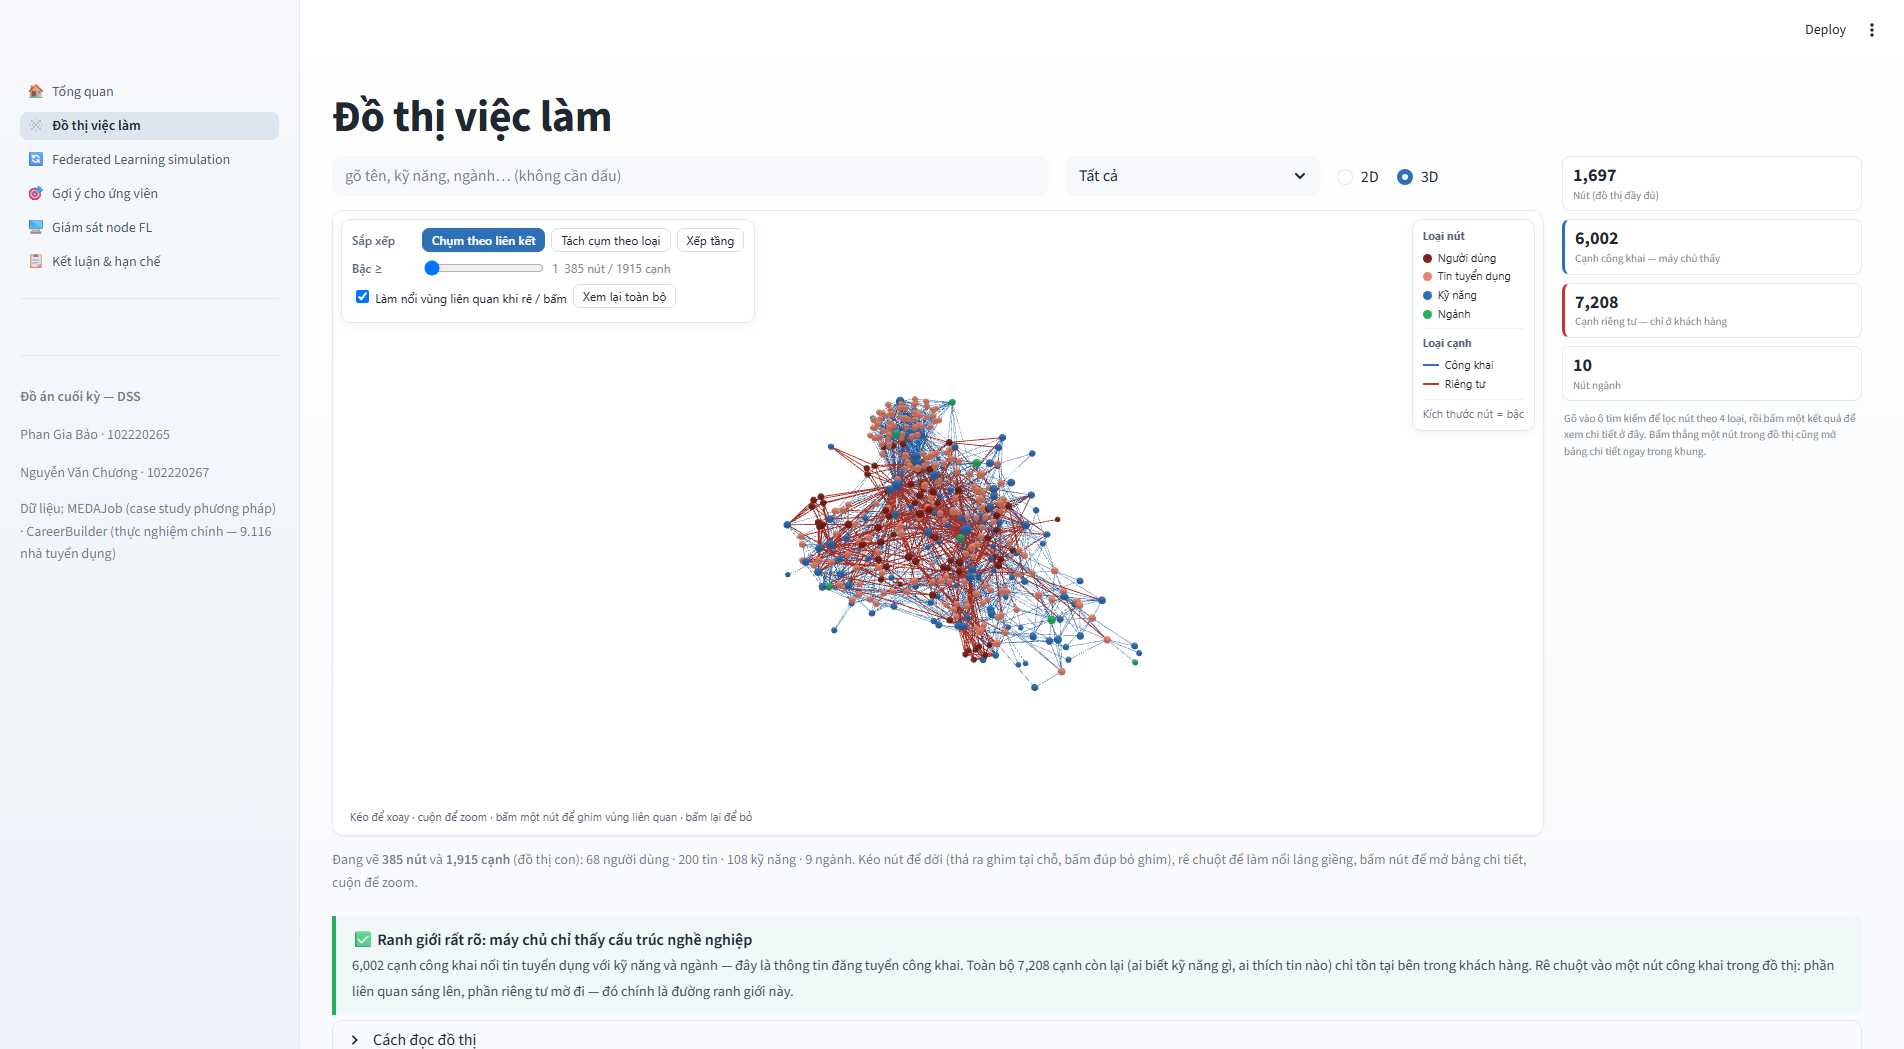 Deploy
Tổng quan
Đồ thị việc làm
Federated Learning simulation
Gợi ý cho ứng viên
Giám sát node FL
Kết luận & hạn chế
Đồ án cuối kỳ — DSS
Phan Gia Bảo · 102220265
Nguyễn Văn Chương · 102220267
Dữ liệu: MEDAJob (case study phương pháp)
· CareerBuilder (thực nghiệm chính — 9.116
nhà tuyển dụng)
Đồ thị việc làm
gõ tên, kỹ năng, ngành… (không cần dấu)
Tất cả
2D
3D
Sắp xếp
Chụm theo liên kết
Tách cụm theo loại
Xếp tầng
Bậc ≥
1 385 nút / 1915 cạnh
Làm nổi vùng liên quan khi rê / bấm
Xem lại toàn bộ
Loại nút
Người dùng
Tin tuyển dụng
Kỹ năng
Ngành
Loại cạnh
Công khai
Riêng tư
Kích thước nút = bậc
Kéo để xoay · cuộn để zoom · bấm một nút để ghim vùng liên quan · bấm lại để bỏ
1,697
Nút (đồ thị đầy đủ)
6,002
Cạnh công khai — máy chủ thấy
7,208
Cạnh riêng tư — chỉ ở khách hàng
10
Nút ngành
Gõ vào ô tìm kiếm để lọc nút theo 4 loại, rồi bấm một kết quả để
xem chi tiết ở đây. Bấm thẳng một nút trong đồ thị cũng mở
bảng chi tiết ngay trong khung.
Đang vẽ 385 nút và 1,915 cạnh (đồ thị con): 68 người dùng · 200 tin · 108 kỹ năng · 9 ngành. Kéo nút để dời (thả ra ghim tại chỗ, bấm đúp bỏ ghim), rê chuột để làm nổi láng giềng, bấm nút để mở bảng chi tiết,
cuộn để zoom.
Ranh giới rất rõ: máy chủ chỉ thấy cấu trúc nghề nghiệp
6,002 cạnh công khai nối tin tuyển dụng với kỹ năng và ngành — đây là thông tin đăng tuyển công khai. Toàn bộ 7,208 cạnh còn lại (ai biết kỹ năng gì, ai thích tin nào) chỉ tồn tại bên trong khách hàng. Rê chuột vào một nút công khai trong đồ thị: phần
liên quan sáng lên, phần riêng tư mờ đi — đó chính là đường ranh giới này.
Cách đọc đồ thị